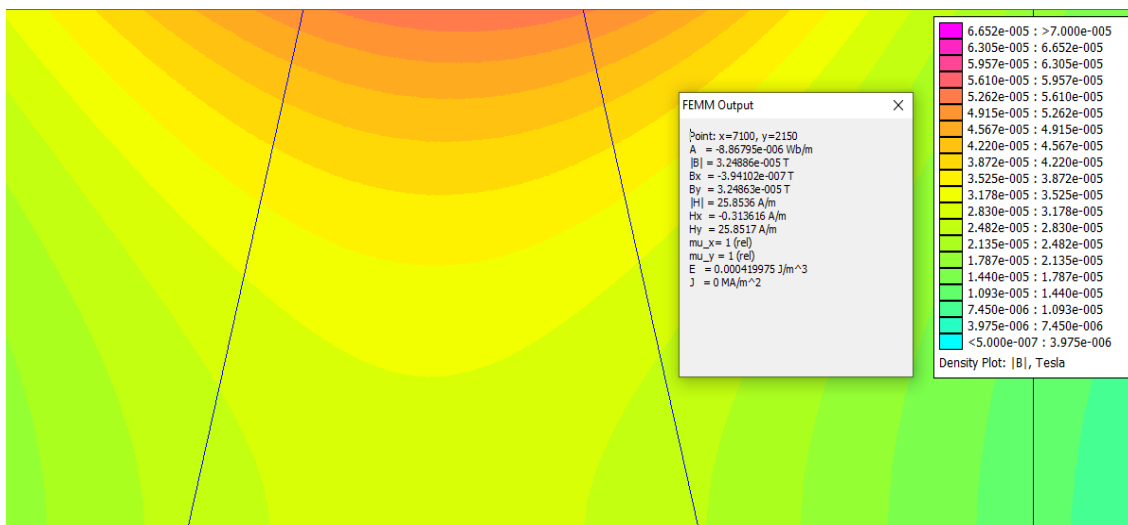 FEMM Output
Point: x=7100, y=2150
A = -8.86795e-006 Wb/m
|B| = 3.24886e-005 T
Bx = -3.94102e-007 T
By = 3.24863e-005 T
|H| = 25.8536 A/m
Hx = -0.313616 A/m
Hy = 25.8517 A/m
mu_x= 1 (rel)
mu_y= 1 (rel)
E = 0.000419975 J/m^3
J = 0 MA/m^2
6.652e-005 : >7.000e-005
6.305e-005 : 6.652e-005
5.957e-005 : 6.305e-005
5.610e-005 : 5.957e-005
5.262e-005 : 5.610e-005
4.915e-005 : 5.262e-005
4.567e-005 : 4.915e-005
4.220e-005 : 4.567e-005
3.872e-005 : 4.220e-005
3.525e-005 : 3.872e-005
3.178e-005 : 3.525e-005
2.830e-005 : 3.178e-005
2.482e-005 : 2.830e-005
2.135e-005 : 2.482e-005
1.787e-005 : 2.135e-005
1.440e-005 : 1.787e-005
1.093e-005 : 1.440e-005
7.450e-006 : 1.093e-005
3.975e-006 : 7.450e-006
<5.000e-007 : 3.975e-006
Density Plot: |B|, Tesla